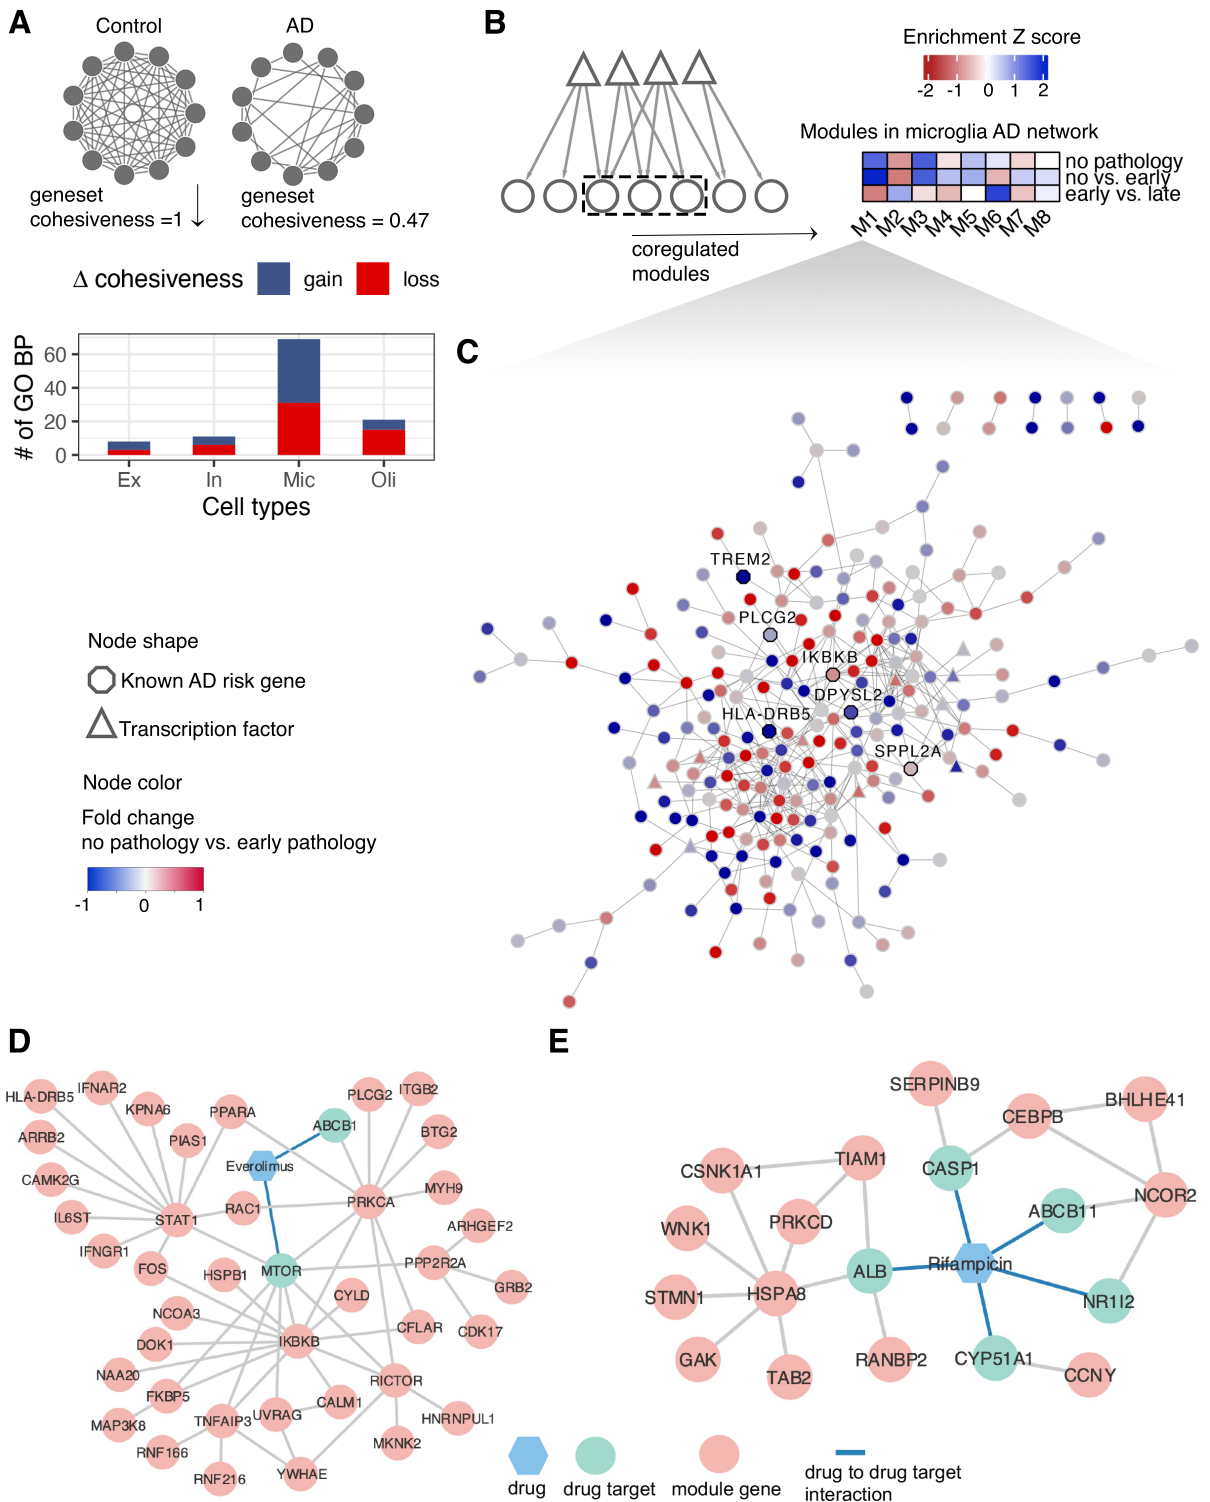 A
Control
AD
geneset
cohesiveness =1
geneset
cohesiveness = 0.47
Δ cohesiveness
gain
loss
# of GO BP
60
40
20
0
Ex
In
Mic
Oli
Cell types
B
Enrichment Z score
-2
-1
0
1
2
Modules in microglia AD network
no pathology
no vs. early
early vs. late
M1
M2
M3
M4
M5
M6
M7
M8
coregulated
modules
C
TREM2
PLCG2
IKBKB
DPYSL2
HLA-DRB5
SPPL2A
Node shape
Known AD risk gene
Transcription factor
Node color
Fold change
no pathology vs. early pathology
-1
0
1
D
HLA-DRB5
IFNAR2
KPNA6
PPARA
ABCB1
PLCG2
ITGB2
ARRB2
PIAS1
BTG2
Everolimus
CAMK2G
MYH9
IL6ST
STAT1
RAC1
PRKCA
ARHGEF2
IFNGR1
FOS
HSPB1
MTOR
PPP2R2A
GRB2
CYLD
NCOA3
CFLAR
CDK17
DOK1
IKBKB
NAA20
RICTOR
FKBP5
CALM1
MAP3K8
TNFAIP3
UVRAG
HNRNPUL1
RNF166
MKNK2
RNF216
YWHAE
E
SERPINB9
CEBPB
BHLHE41
CSNK1A1
TIAM1
CASP1
NCOR2
WNK1
PRKCD
ABCB11
ALB
Rifampicin
STMN1
HSPA8
NR1I2
GAK
TAB2
RANBP2
CYP51A1
CCNY
drug
drug target
module gene
drug to drug target
interaction